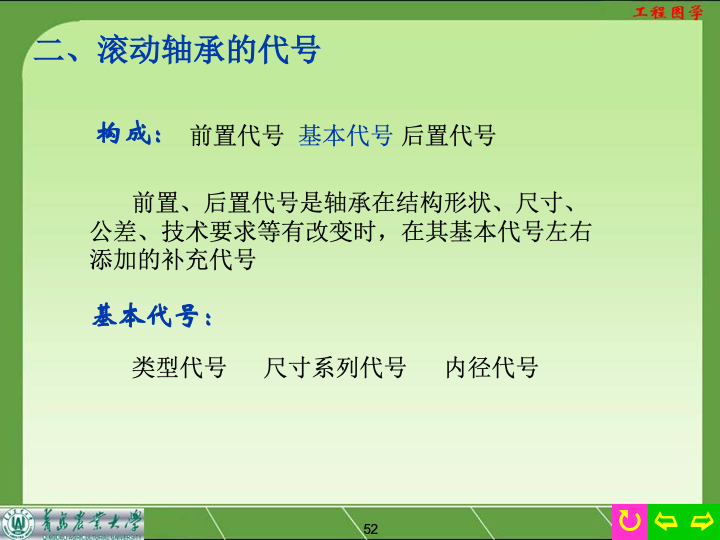 工程图学
二、滚动轴承的代号
构成： 前置代号 基本代号 后置代号
前置、后置代号是轴承在结构形状、尺寸、
公差、技术要求等有改变时，在其基本代号左右
添加的补充代号
基本代号：
类型代号 尺寸系列代号 内径代号
青岛农业大学
52